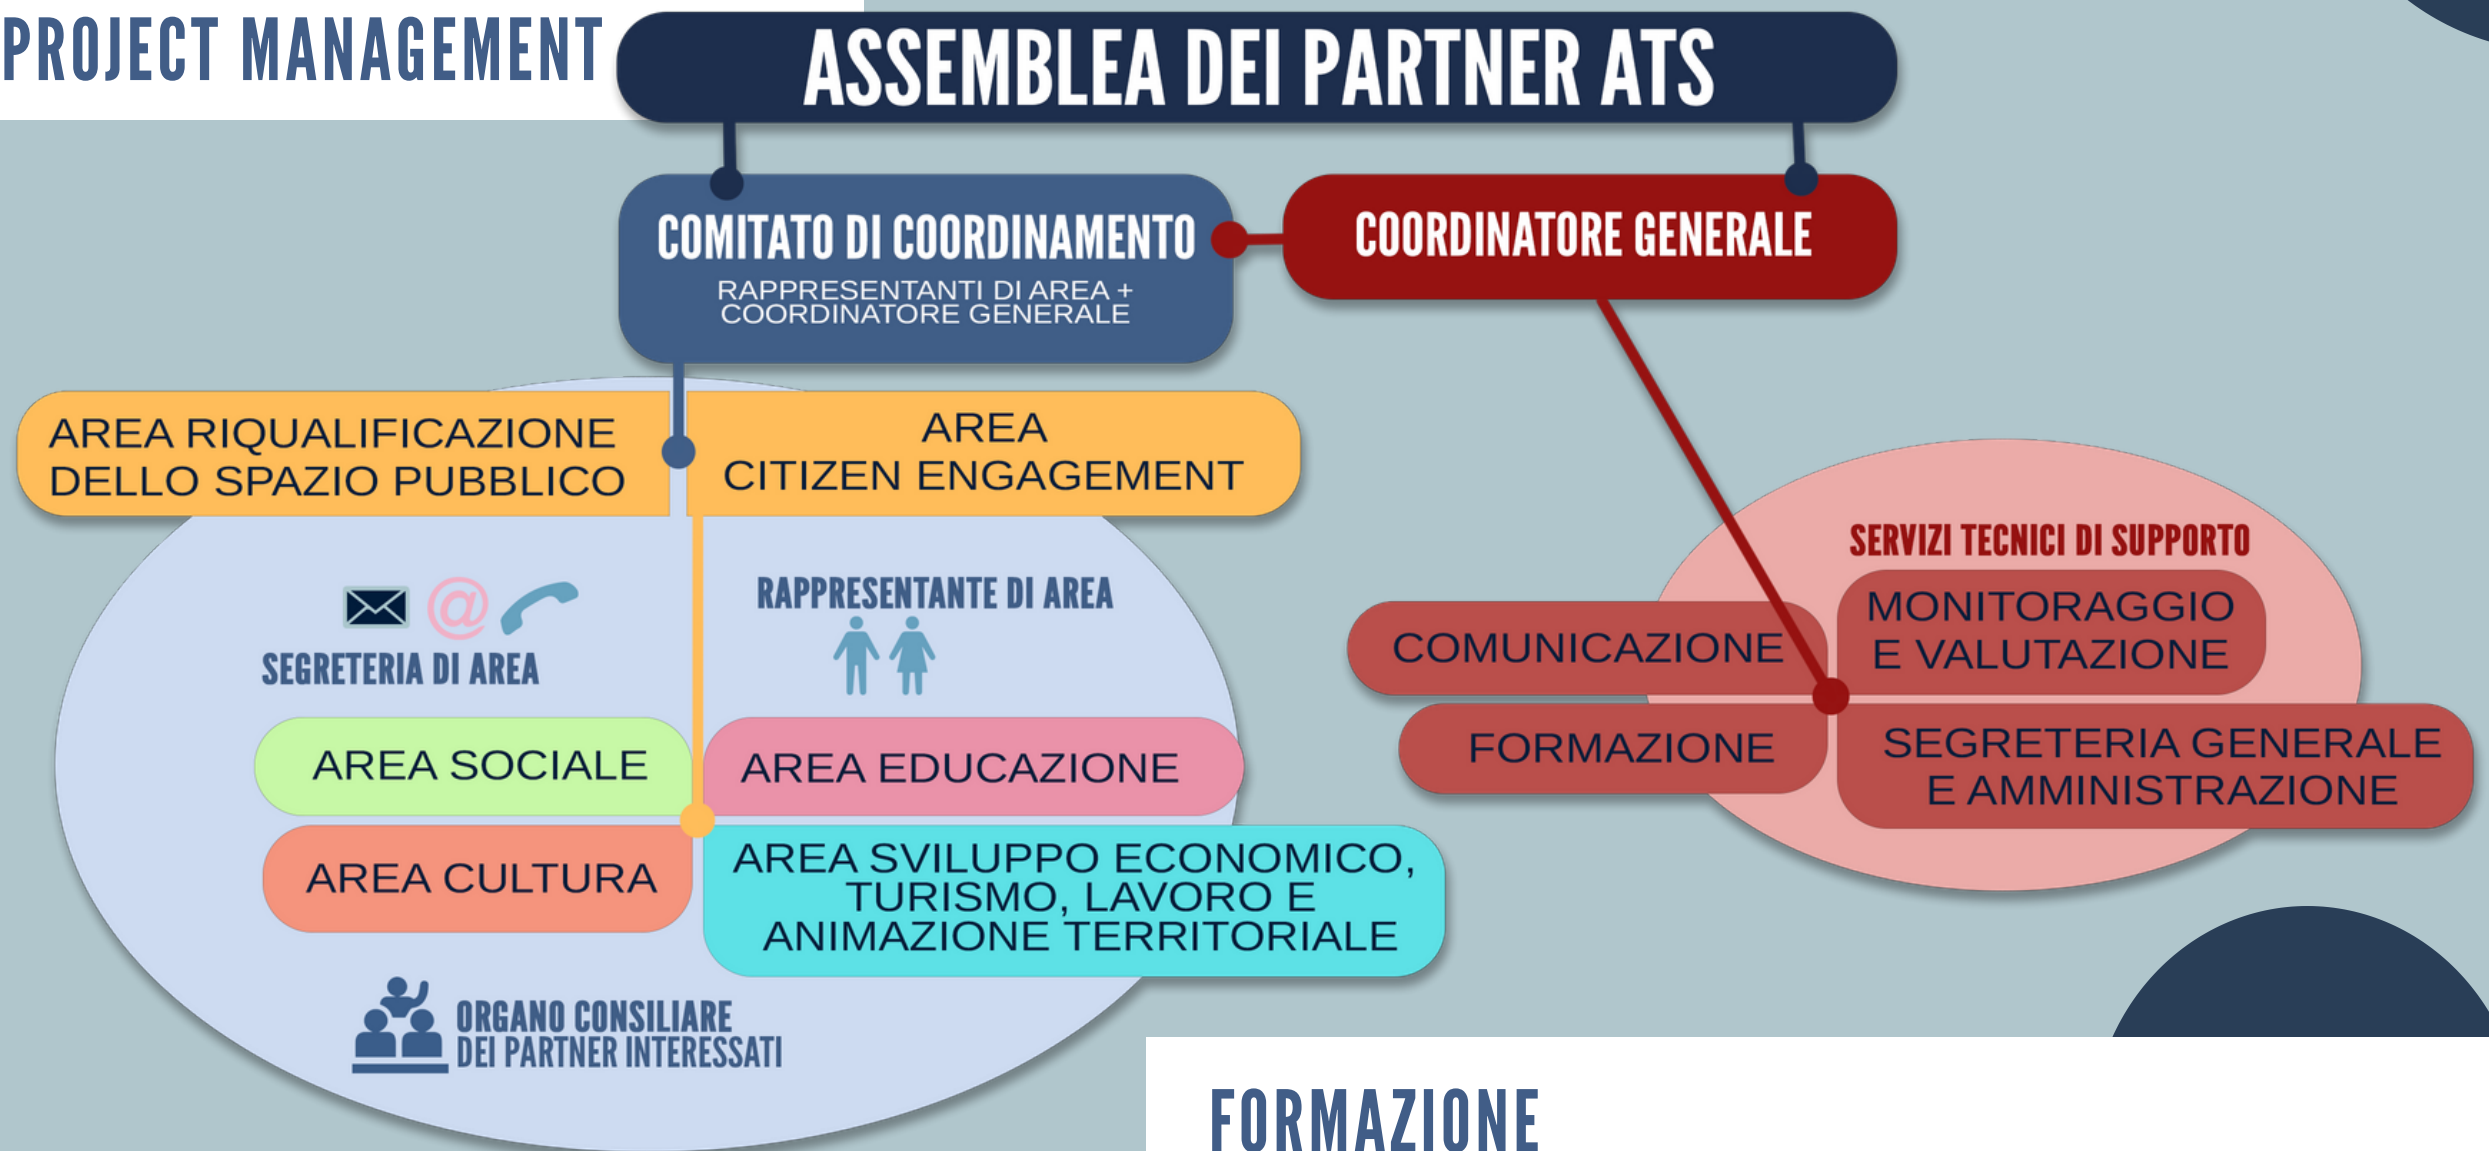 PROJECT MANAGEMENT
ASSEMBLEA DEI PARTNER ATS
COMITATO DI COORDINAMENTO
RAPPRESENTANTI DI AREA +
COORDINATORE GENERALE
COORDINATORE GENERALE
AREA RIQUALIFICAZIONE
DELLO SPAZIO PUBBLICO
AREA
CITIZEN ENGAGEMENT
@
SEGRETERIA DI AREA
RAPPRESENTANTE DI AREA
AREA SOCIALE
AREA EDUCAZIONE
AREA CULTURA
AREA SVILUPPO ECONOMICO,
TURISMO, LAVORO E
ANIMAZIONE TERRITORIALE
ORGANO CONSILIARE
DEI PARTNER INTERESSATI
SERVIZI TECNICI DI SUPPORTO
COMUNICAZIONE
MONITORAGGIO
E VALUTAZIONE
FORMAZIONE
SEGRETERIA GENERALE
E AMMINISTRAZIONE
FORMAZIONE